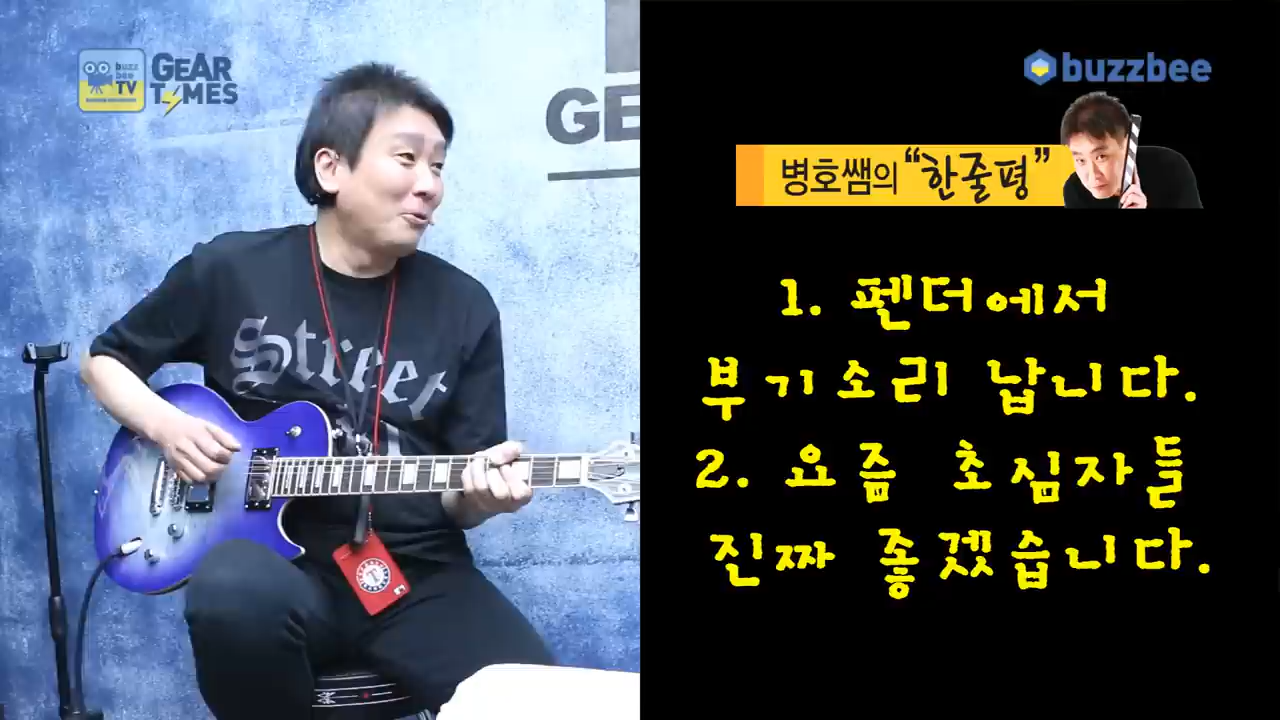 buzz
bee
TV
GEAR
TIMES
GE
buzzbee
병호쌤의 “한줄평”
Street
T
1. 펜더에서
부기소리 납니다.
2. 요즘 초심자들
진짜 좋겠습니다.